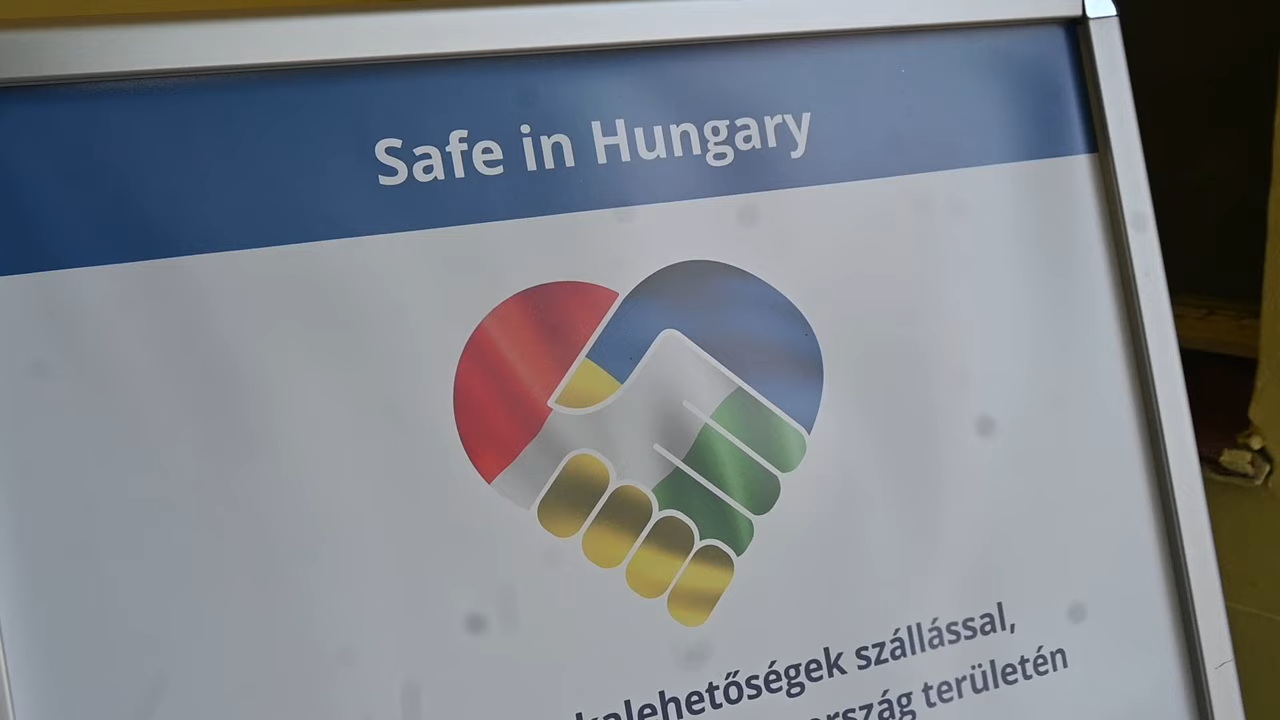 Safe in Hungary
kalehetőségek szállással,
ország területén